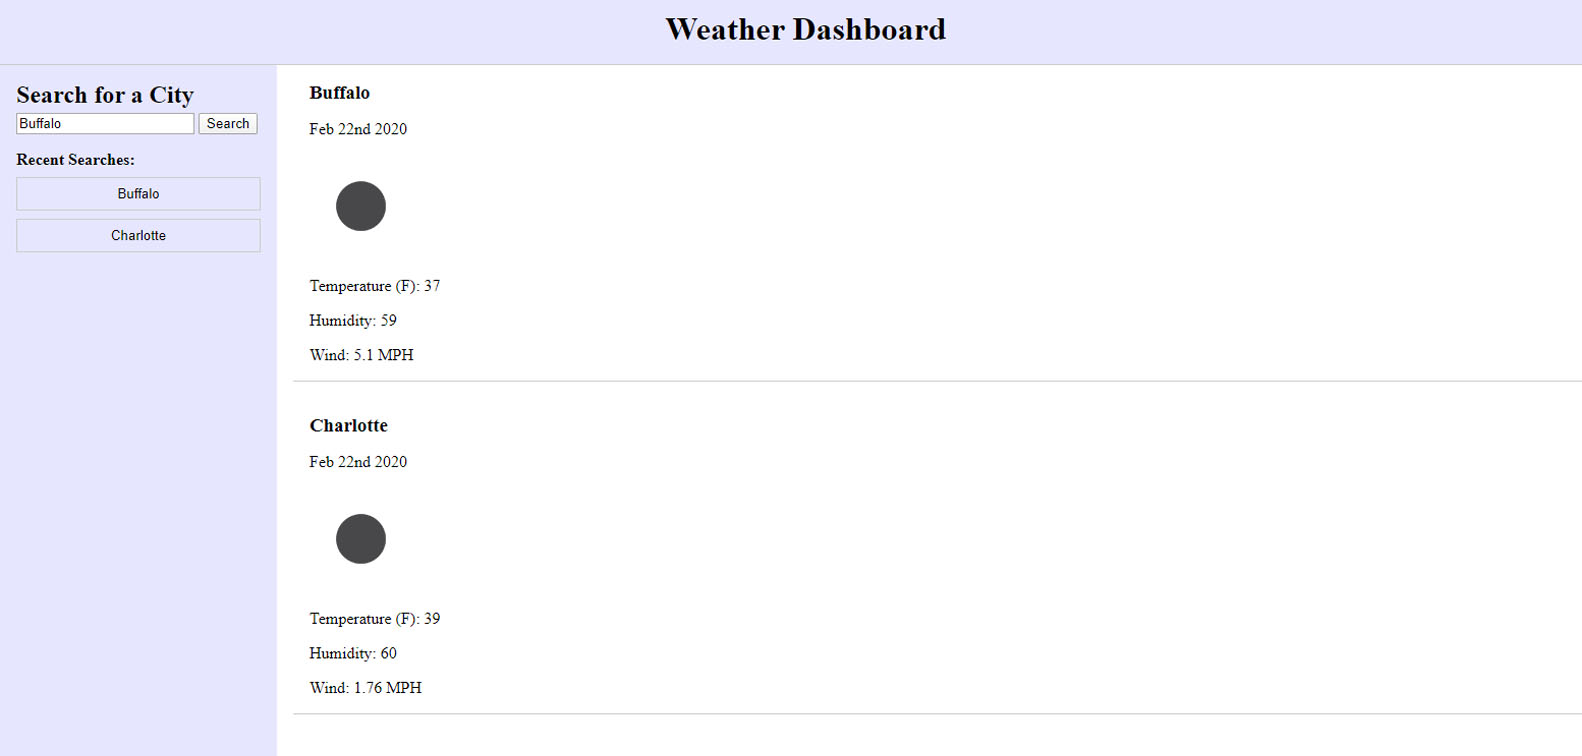 Weather Dashboard
Search for a City
Buffalo
Search
Recent Searches:
Buffalo
Charlotte
Buffalo
Feb 22nd 2020
Temperature (F): 37
Humidity: 59
Wind: 5.1 MPH
Charlotte
Feb 22nd 2020
Temperature (F): 39
Humidity: 60
Wind: 1.76 MPH